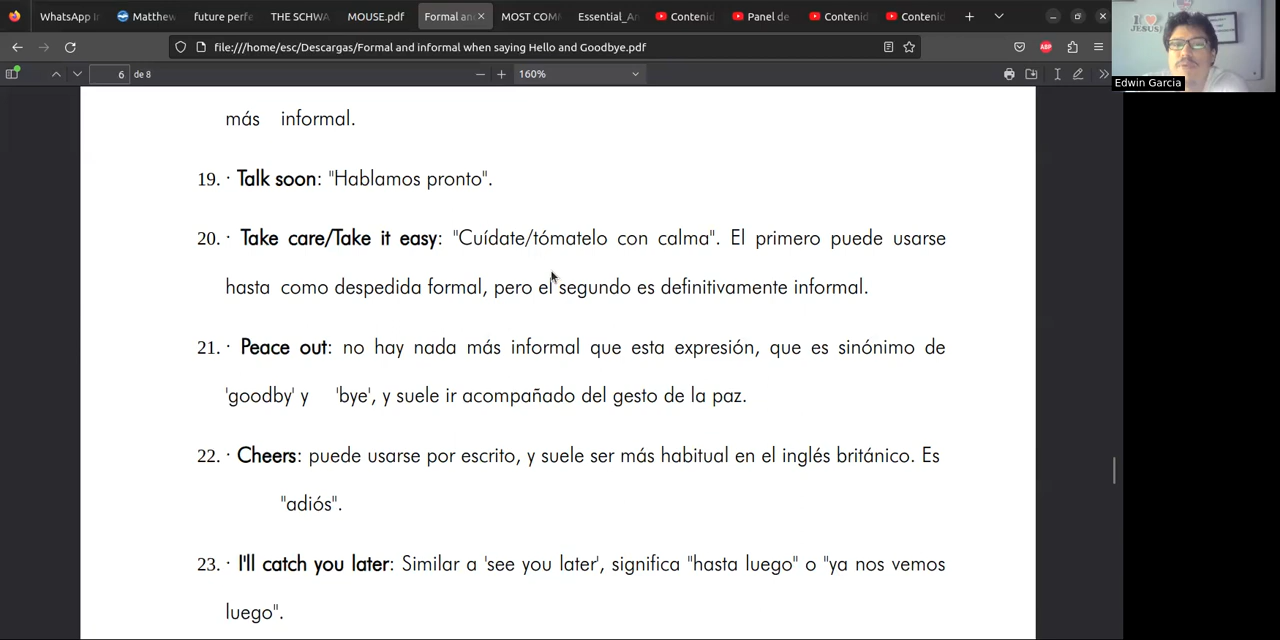 WhatsApp
Matthew
future perfe
THE SCHWA
MOUSE.pdf
Formal an
MOST COM
Essential_An
Contenid
Panel de
Contenid
Contenid
file:///home/esc/Descargas/Formal and informal when saying Hello and Goodbye.pdf
ABP
6 de 8
160%
JESUS
Edwin Garcia
más informal.
19. · Talk soon: "Hablamos pronto".
20. · Take care/Take it easy: "Cuídate/tómatelo con calma". El primero puede usarse
hasta como despedida formal, pero el segundo es definitivamente informal.
21. · Peace out: no hay nada más informal que esta expresión, que es sinónimo de
'goodby' y 'bye', y suele ir acompañado del gesto de la paz.
22. · Cheers: puede usarse por escrito, y suele ser más habitual en el inglés británico. Es
"adiós".
23. · I'll catch you later: Similar a 'see you later', significa "hasta luego" o "ya nos vemos
luego".